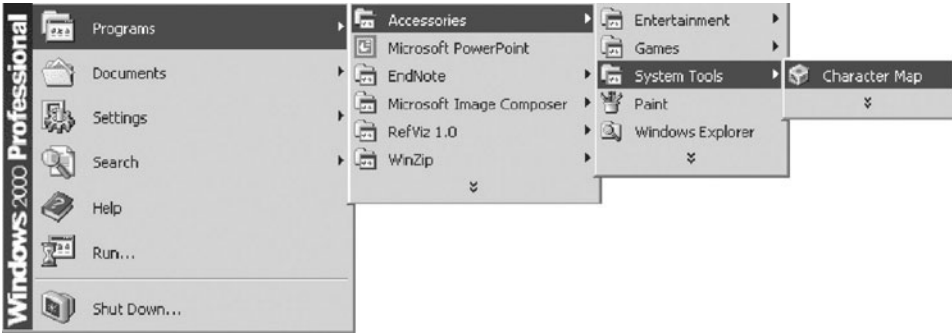 Windows 2000 Professional
Programs
Documents
Settings
Search
Help
Run...
Shut Down...
Accessories
Microsoft PowerPoint
EndNote
Microsoft Image Composer
RefViz 1.0
WinZip
Entertainment
Games
System Tools
Paint
Windows Explorer
Character Map